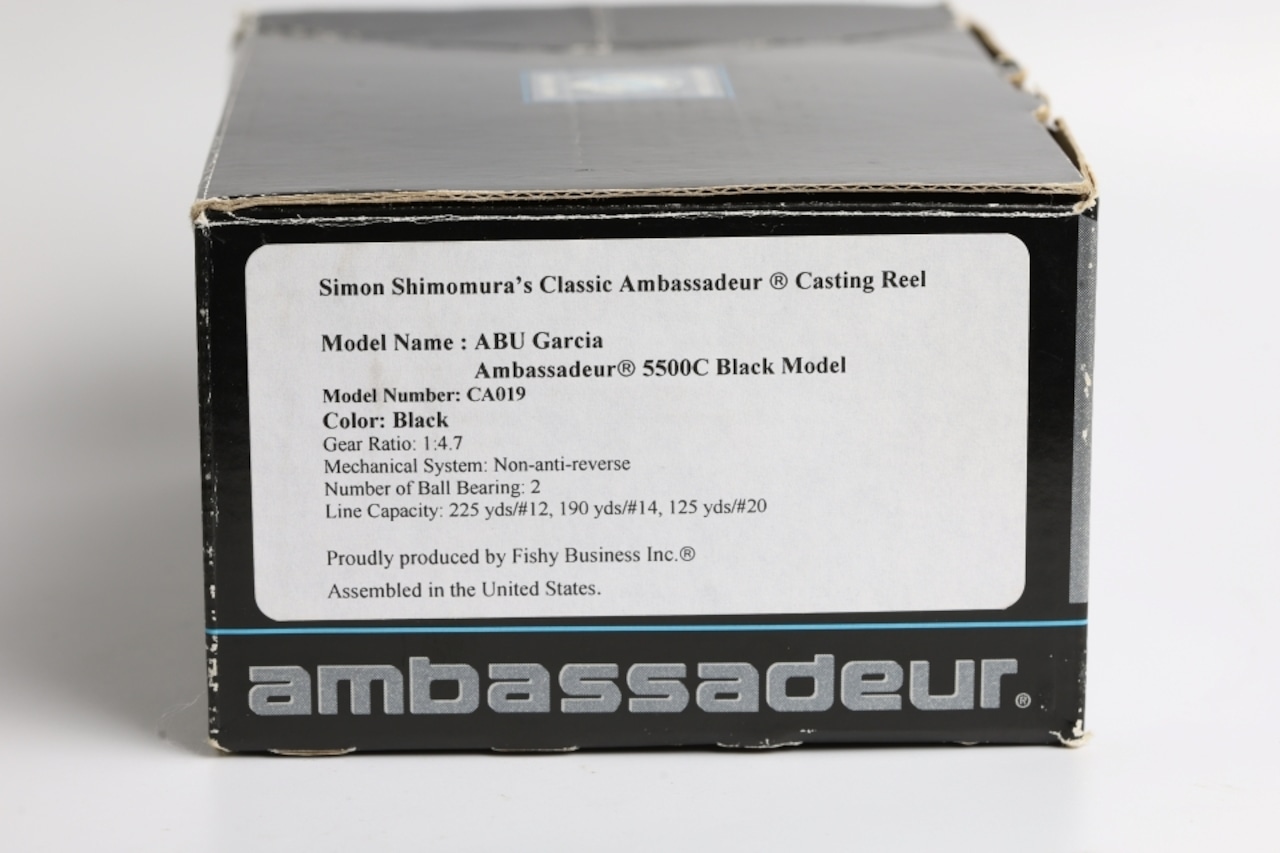 Simon Shimomura's Classic Ambassadeur ® Casting Reel
Model Name : ABU Garcia
Ambassadeur® 5500C Black Model
Model Number: CA019
Color: Black
Gear Ratio: 1:4.7
Mechanical System: Non-anti-reverse
Number of Ball Bearing: 2
Line Capacity: 225 yds/#12, 190 yds/#14, 125 yds/#20
Proudly produced by Fishy Business Inc.®
Assembled in the United States.
ambassadeur®